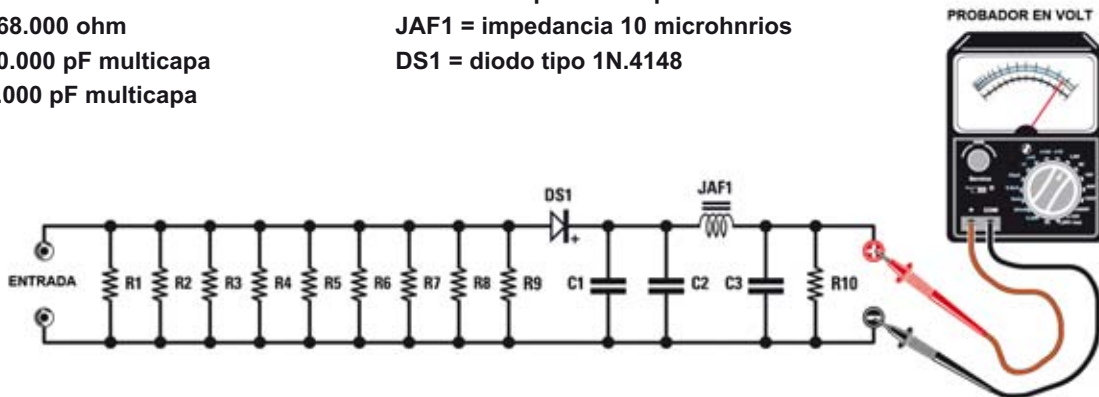 68.000 ohm
0.000 pF multicapa
.000 pF multicapa
JAF1 = impedancia 10 microhnrios
DS1 = diodo tipo 1N.4148
PROBADOR EN VOLT
DS1
JAF1
+
ENTRADA
R1
R2
R3
R4
R5
R6
R7
R8
R9
C1
C2
C3
R10